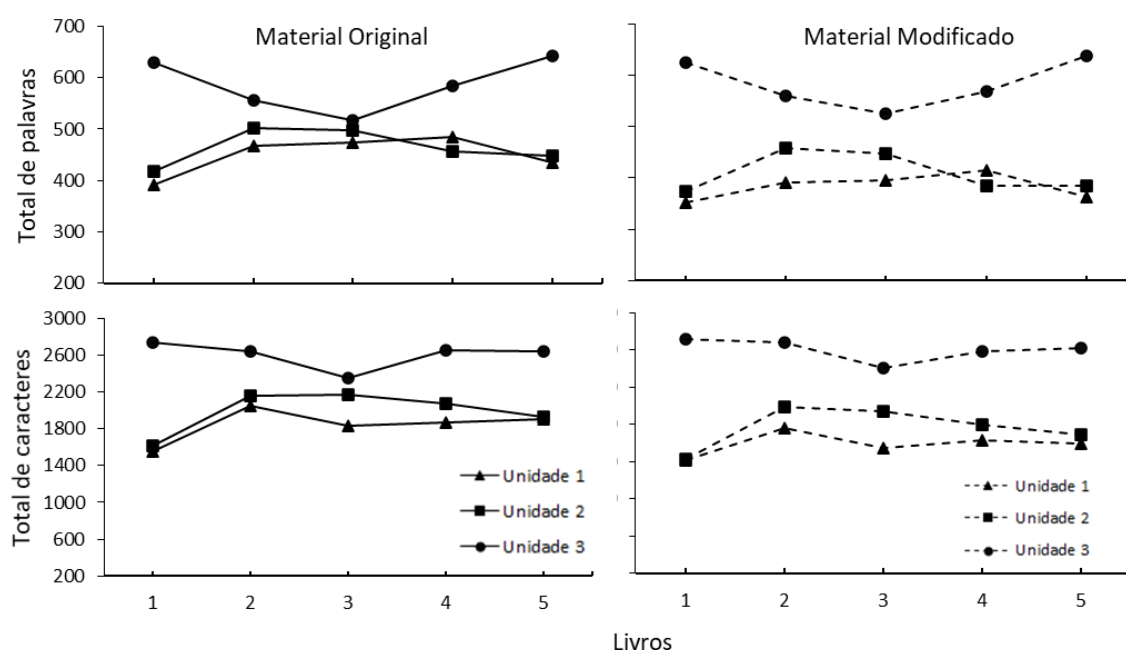 Material Original
Material Modificado
Total de palavras
700
600
500
400
300
200
Total de caracteres
3000
2600
2200
1800
1400
1000
600
200
Unidade 1
Unidade 2
Unidade 3
Unidade 1
Unidade 2
Unidade 3
1 2 3 4 5
1 2 3 4 5
Livros